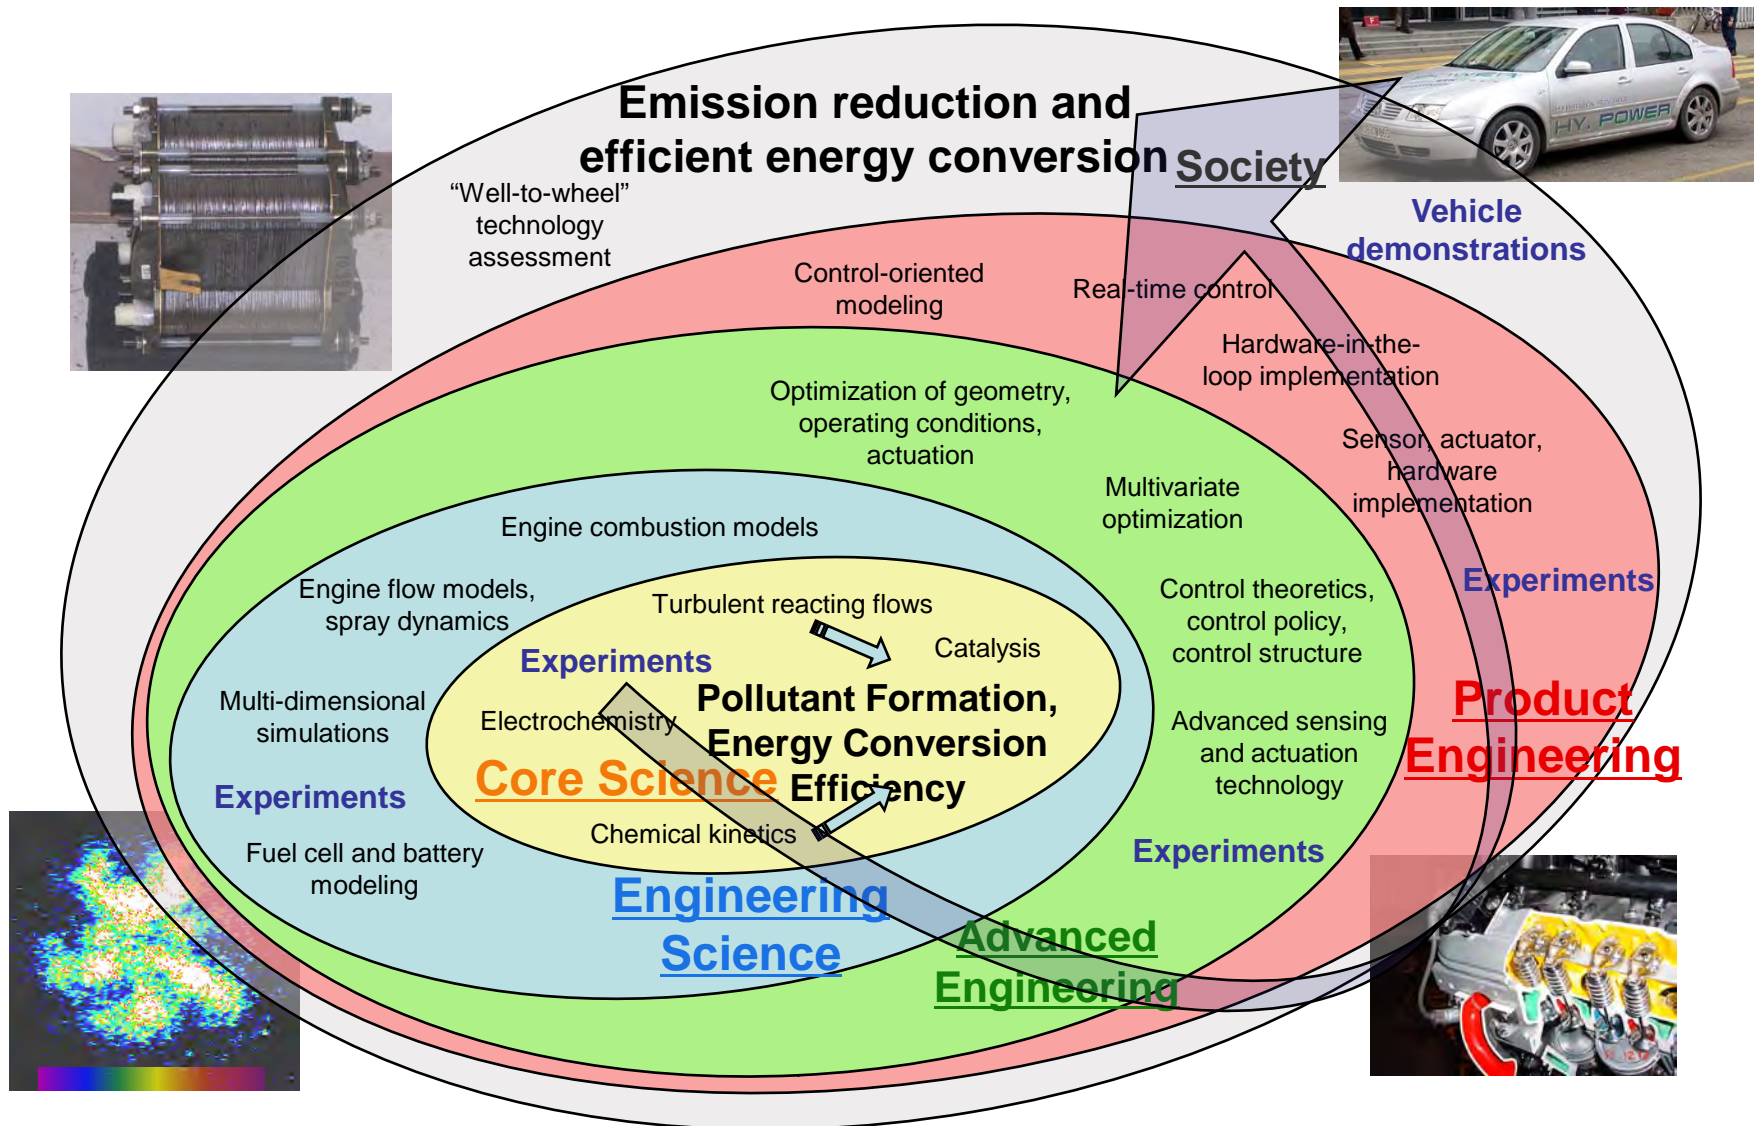 Emission reduction and
efficient energy conversion
Society
HY. POWER
Vehicle
demonstrations
“Well-to-wheel”
technology
assessment
Control-oriented
modeling
Real-time control
Hardware-in-the-
loop implementation
Optimization of geometry,
operating conditions,
actuation
Sensor, actuator,
hardware
implementation
Multivariate
optimization
Engine combustion models
Experiments
Engine flow models,
spray dynamics
Turbulent reacting flows
Control theoretics,
control policy,
control structure
Catalysis
Experiments
Multi-dimensional
simulations
Electrochemistry
Pollutant Formation,
Energy Conversion
Efficiency
Core Science
Advanced sensing
and actuation
technology
Product
Engineering
Experiments
Chemical kinetics
Fuel cell and battery
modeling
Experiments
Engineering
Science
Advanced
Engineering